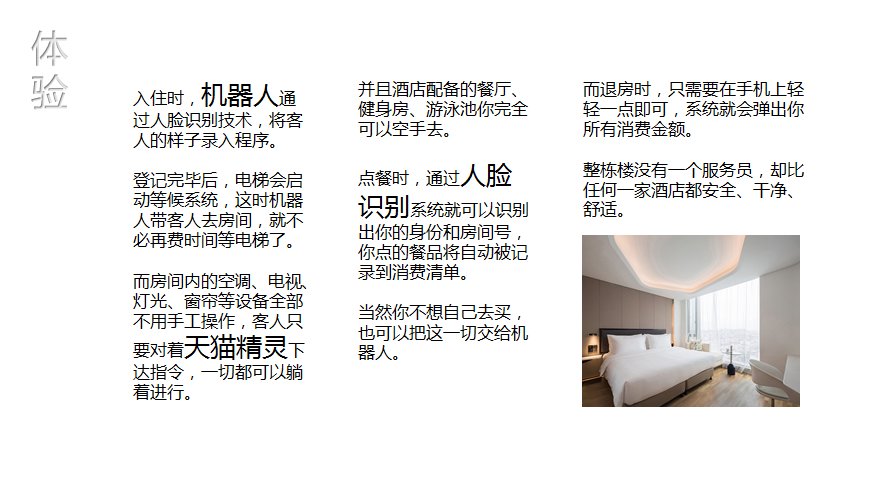 体
验
入住时，机器人通
过人脸识别技术，将客
人的样子录入程序。
登记完毕后，电梯会启
动等候系统，这时机器
人带客人去房间，就不
必再费时间等电梯了。
而房间内的空调、电视、
灯光、窗帘等设备全部
不用手工操作，客人只
要对着天猫精灵下
达指令，一切都可以躺
着进行。
并且酒店配备的餐厅、
健身房、游泳池你完全
可以空手去。
点餐时，通过人脸
识别系统就可以识别
出你的身份和房间号，
你点的餐品将自动被记
录到消费清单。
当然你不想自己去买，
也可以把这一切交给机
器人。
而退房时，只需要在手机上轻
轻一点即可，系统就会弹出你
所有消费金额。
整栋楼没有一个服务员，却比
任何一家酒店都安全、干净、
舒适。